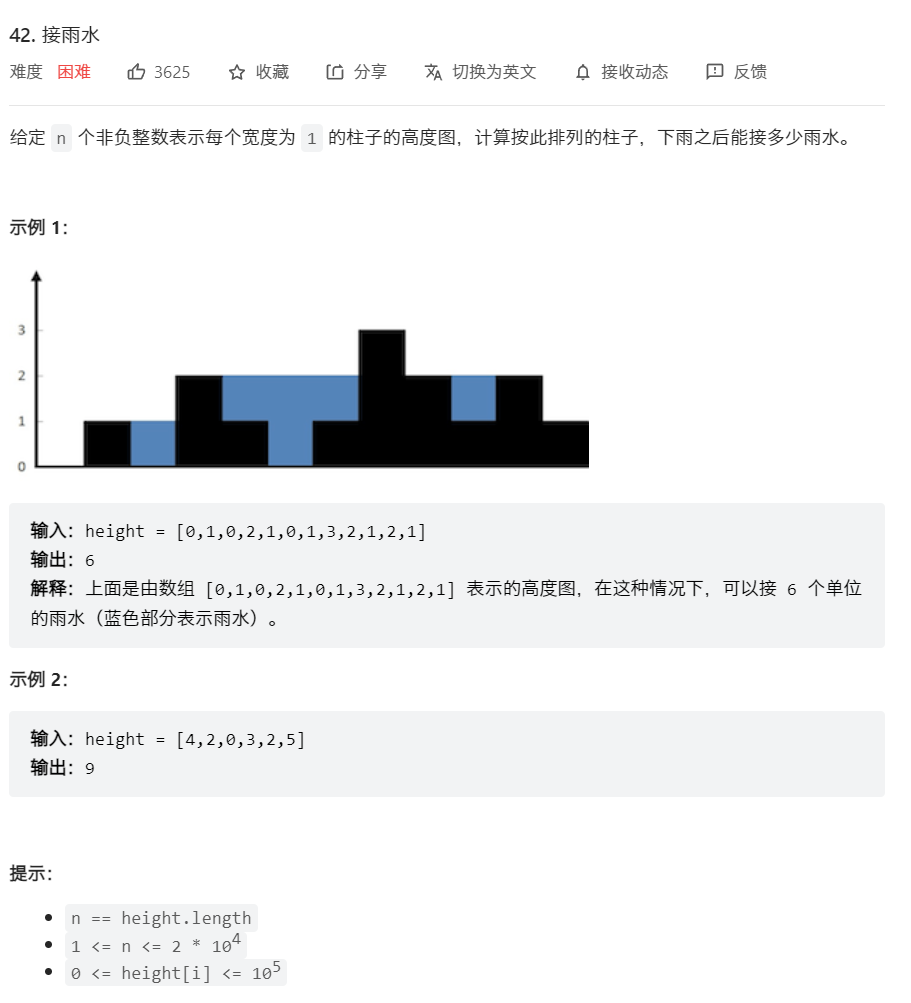 42. 接雨水
难度 困难 3625 收藏 分享 切换为英文 接收动态 反馈
给定 n 个非负整数表示每个宽度为 1 的柱子的高度图，计算按此排列的柱子，下雨之后能接多少雨水。
示例 1：
3
2
1
0
输入：height = [0,1,0,2,1,0,1,3,2,1,2,1]
输出：6
解释：上面是由数组 [0,1,0,2,1,0,1,3,2,1,2,1] 表示的高度图，在这种情况下，可以接 6 个单位
的雨水（蓝色部分表示雨水）。
示例 2：
输入：height = [4,2,0,3,2,5]
输出：9
提示：
n == height.length
1 <= n <= 2 * 10^4
0 <= height[i] <= 10^5